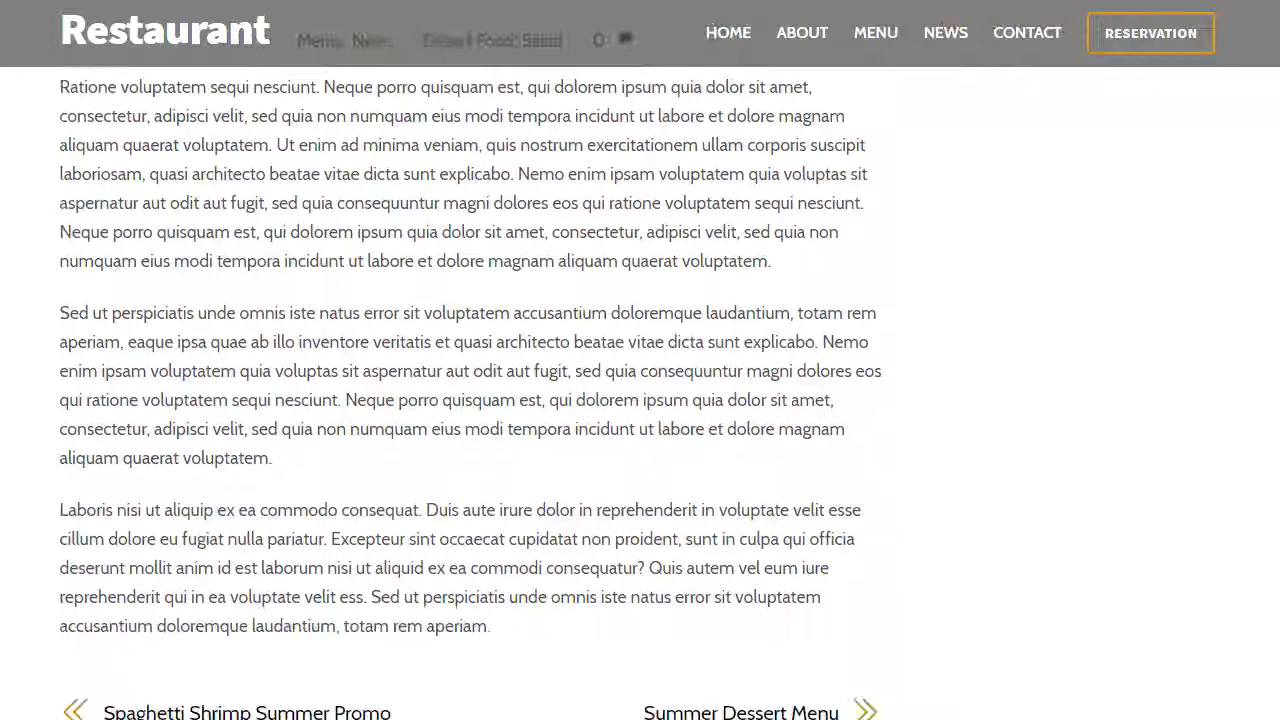 Restaurant
Menu, News
Desert Food, Salad
0
HOME ABOUT MENU NEWS CONTACT RESERVATION
Ratione voluptatem sequi nesciunt. Neque porro quisquam est, qui dolorem ipsum quia dolor sit amet,
consectetur, adipisci velit, sed quia non numquam eius modi tempora incidunt ut labore et dolore magnam
aliquam quaerat voluptatem. Ut enim ad minima veniam, quis nostrum exercitationem ullam corporis suscipit
laboriosam, quasi architecto beatae vitae dicta sunt explicabo. Nemo enim ipsam voluptatem quia voluptas sit
aspernatur aut odit aut fugit, sed quia consequuntur magni dolores eos qui ratione voluptatem sequi nesciunt.
Neque porro quisquam est, qui dolorem ipsum quia dolor sit amet, consectetur, adipisci velit, sed quia non
numquam eius modi tempora incidunt ut labore et dolore magnam aliquam quaerat voluptatem.
Sed ut perspiciatis unde omnis iste natus error sit voluptatem accusantium doloremque laudantium, totam rem
aperiam, eaque ipsa quae ab illo inventore veritatis et quasi architecto beatae vitae dicta sunt explicabo. Nemo
enim ipsam voluptatem quia voluptas sit aspernatur aut odit aut fugit, sed quia consequuntur magni dolores eos
qui ratione voluptatem sequi nesciunt. Neque porro quisquam est, qui dolorem ipsum quia dolor sit amet,
consectetur, adipisci velit, sed quia non numquam eius modi tempora incidunt ut labore et dolore magnam
aliquam quaerat voluptatem.
Laboris nisi ut aliquip ex ea commodo consequat. Duis aute irure dolor in reprehenderit in voluptate velit esse
cillum dolore eu fugiat nulla pariatur. Excepteur sint occaecat cupidatat non proident, sunt in culpa qui officia
deserunt mollit anim id est laborum nisi ut aliquid ex ea commodi consequatur? Quis autem vel eum iure
reprehenderit qui in ea voluptate velit ess. Sed ut perspiciatis unde omnis iste natus error sit voluptatem
accusantium doloremque laudantium, totam rem aperiam.
Spaghetti Shrimp Summer Promo
Summer Dessert Menu